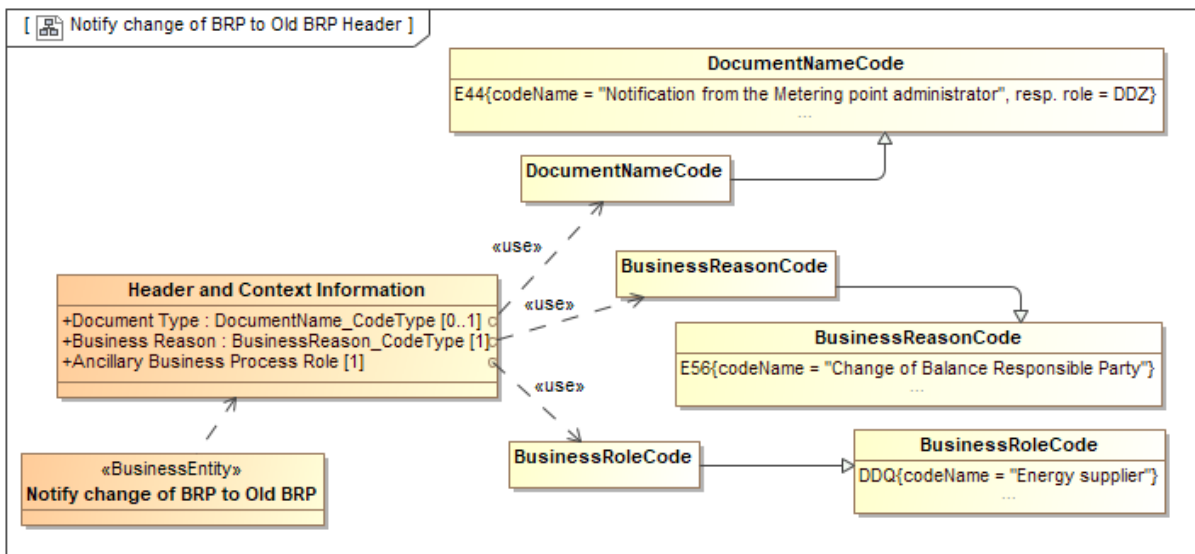 [ Notify change of BRP to Old BRP Header ]
DocumentNameCode
E44{codeName = "Notification from the Metering point administrator", resp. role = DDZ}
...
DocumentNameCode
«use»
BusinessReasonCode
Header and Context Information
«use»
+Document Type : DocumentName_CodeType [0..1]
+Business Reason : BusinessReason_CodeType [1]
+Ancillary Business Process Role [1]
BusinessReasonCode
E56{codeName = "Change of Balance Responsible Party"}
...
«use»
BusinessRoleCode
BusinessRoleCode
DDQ{codeName = "Energy supplier"}
...
«BusinessEntity»
Notify change of BRP to Old BRP